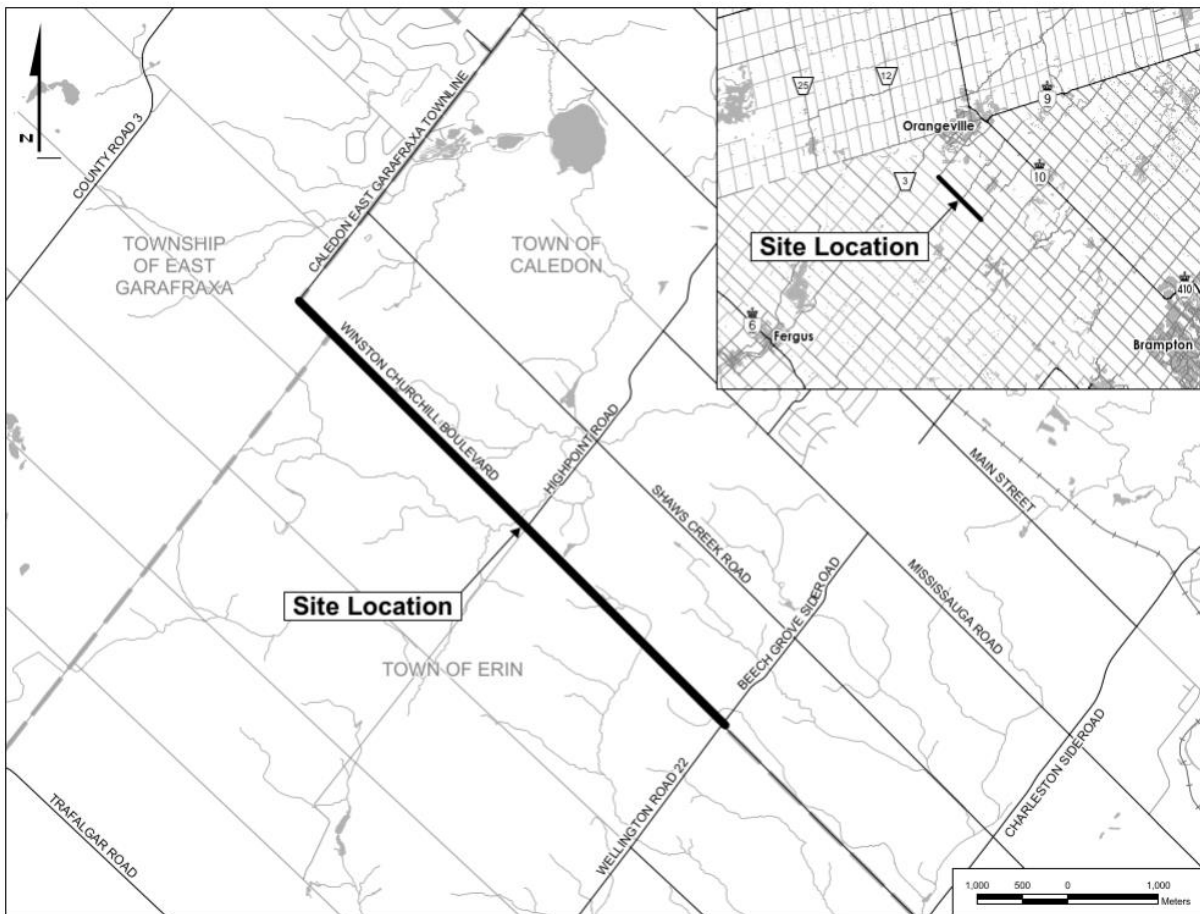 N
COUNTY ROAD 3
CALEDON EAST GARAFRAXA TOWNLINE
TOWNSHIP
OF EAST
GARAFRAXA
TOWN OF
CALEDON
WINSTON CHURCHILL BOULEVARD
HIGHPOINT ROAD
Site Location
TOWN OF ERIN
SHAWS CREEK ROAD
BEECH GROVE SIDEROAD
MISSISSAUGA ROAD
MAIN STREET
CHARLESTON SIDEROAD
WELLINGTON ROAD 22
TRAFALGAR ROAD
25
12
9
Orangeville
3
10
Site Location
410
6
Fergus
Brampton
1,000 500 0 1,000
Meters